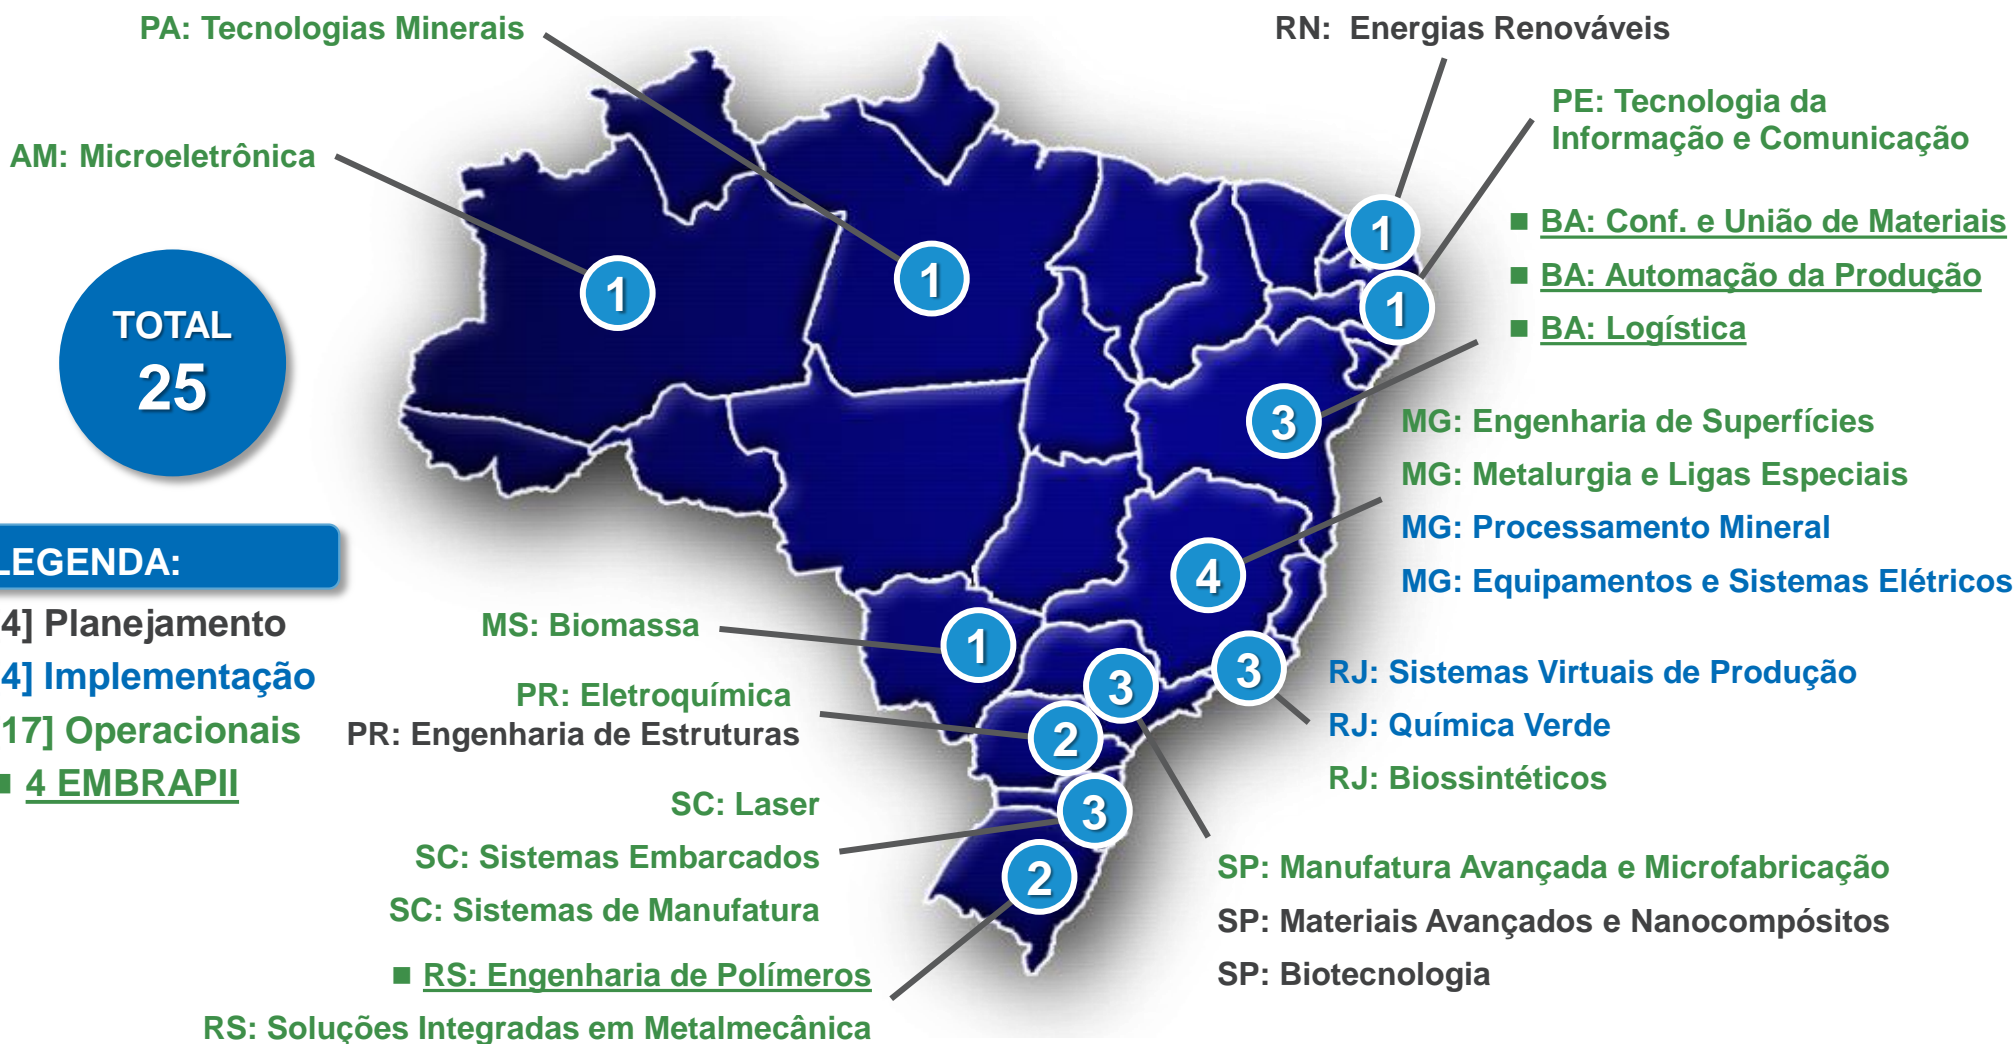 PA: Tecnologias Minerais
RN: Energias Renováveis
PE: Tecnologia da
Informação e Comunicação
AM: Microeletrônica
■ BA: Conf. e União de Materiais
■ BA: Automação da Produção
■ BA: Logística
1
1
1
1
3
4
1
3
3
2
3
2
TOTAL
25
MG: Engenharia de Superfícies
MG: Metalurgia e Ligas Especiais
MG: Processamento Mineral
MG: Equipamentos e Sistemas Elétricos
LEGENDA:
4] Planejamento
4] Implementação
17] Operacionais
■ 4 EMBRAPII
MS: Biomassa
PR: Eletroquímica
PR: Engenharia de Estruturas
RJ: Sistemas Virtuais de Produção
RJ: Química Verde
RJ: Biossintéticos
SC: Laser
SC: Sistemas Embarcados
SC: Sistemas de Manufatura
SP: Manufatura Avançada e Microfabricação
SP: Materiais Avançados e Nanocompósitos
SP: Biotecnologia
■ RS: Engenharia de Polímeros
RS: Soluções Integradas em Metalmecânica